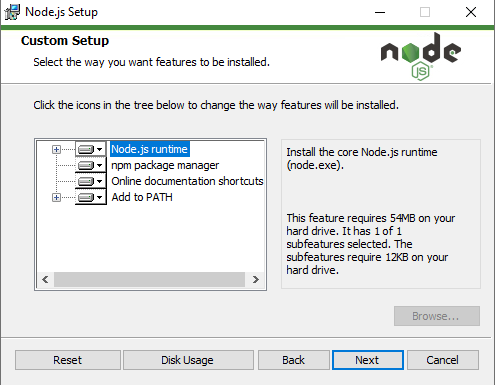 Node.js Setup
Custom Setup
Select the way you want features to be installed.
node
JS
Click the icons in the tree below to change the way features will be installed.
Node.js runtime
npm package manager
Online documentation shortcuts
Add to PATH
Install the core Node.js runtime
(node.exe).
This feature requires 54MB on your
hard drive. It has 1 of 1
subfeatures selected. The
subfeatures require 12KB on your
hard drive.
Browse...
Reset
Disk Usage
Back
Next
Cancel